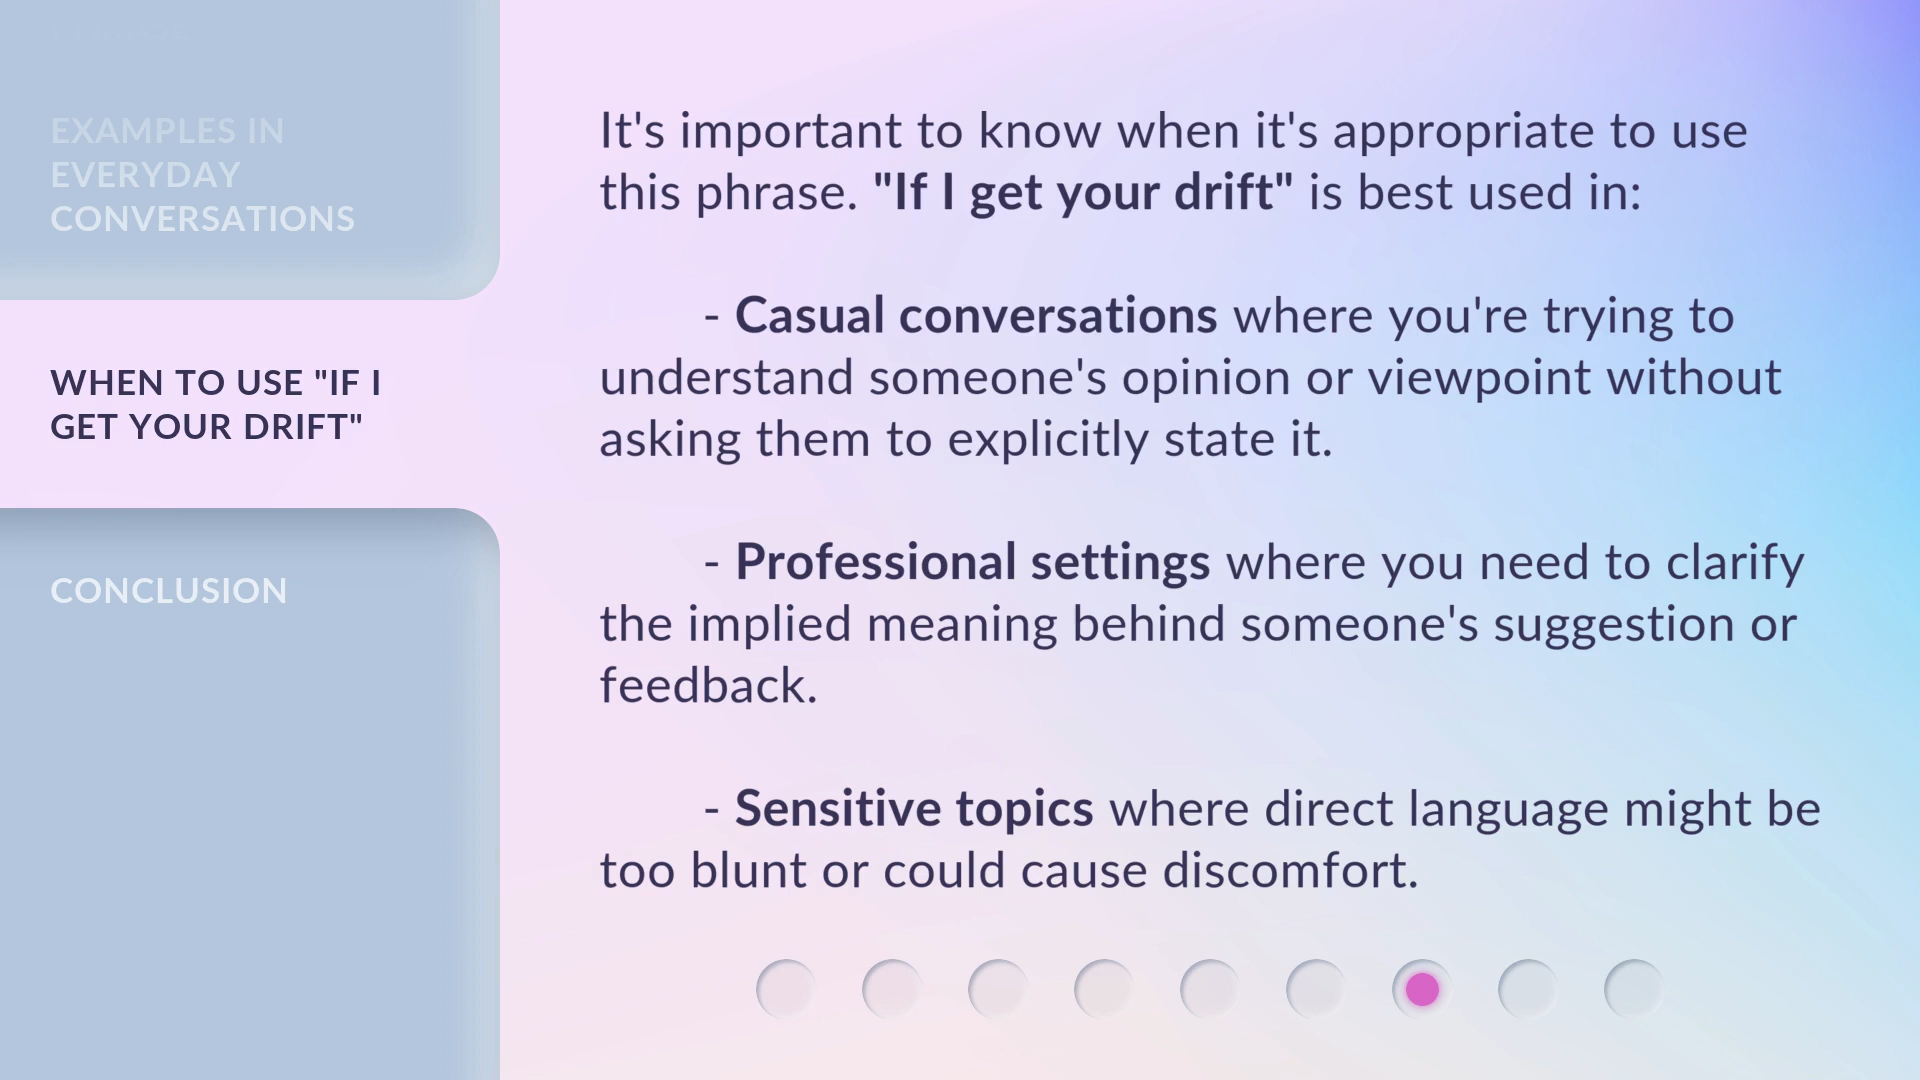 EXAMPLES IN
EVERYDAY
CONVERSATIONS
WHEN TO USE "IF I
GET YOUR DRIFT"
CONCLUSION
It's important to know when it's appropriate to use
this phrase. "If I get your drift" is best used in:
- Casual conversations where you're trying to
understand someone's opinion or viewpoint without
asking them to explicitly state it.
- Professional settings where you need to clarify
the implied meaning behind someone's suggestion or
feedback.
- Sensitive topics where direct language might be
too blunt or could cause discomfort.